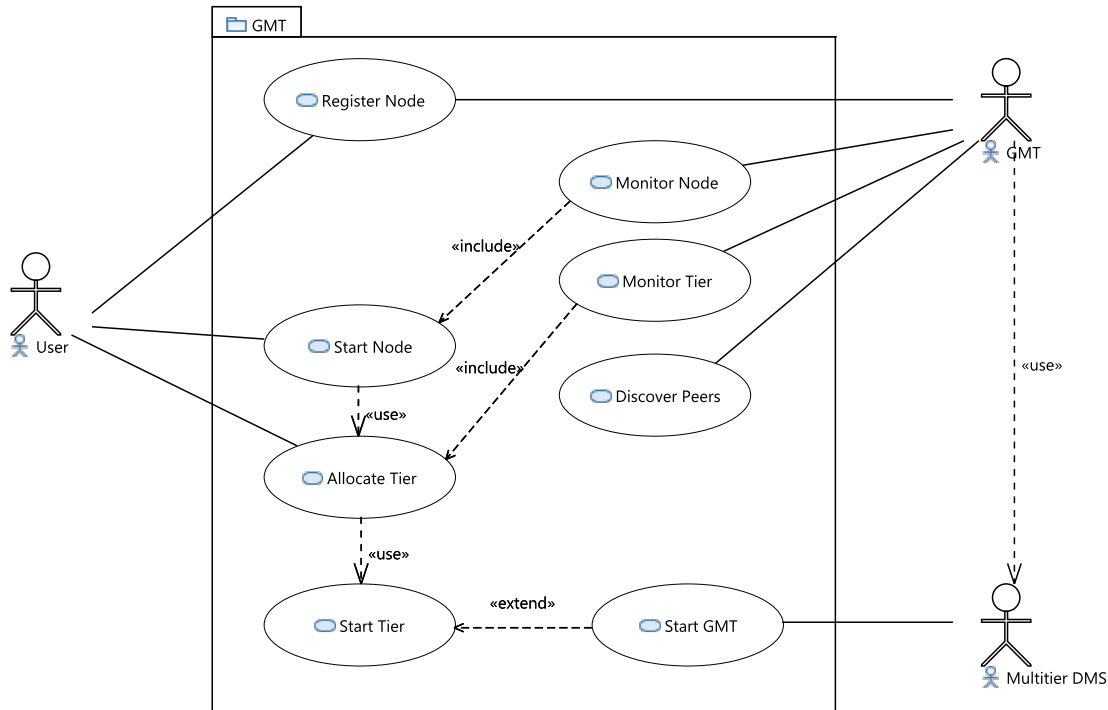 GMT
Register Node
GMT
Monitor Node
«include»
Monitor Tier
User
Start Node
«include»
«use»
Discover Peers
«use»
Allocate Tier
«use»
«extend»
Start Tier
Start GMT
Multitier DMS